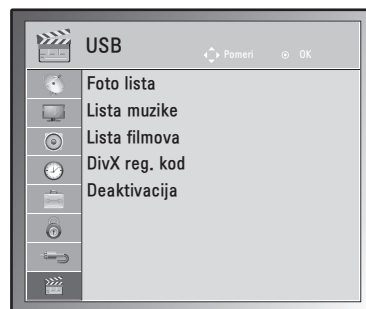 USB
Pomeri OK
Foto lista
Lista muzike
Lista filmova
DivX reg. kod
Deaktivacija